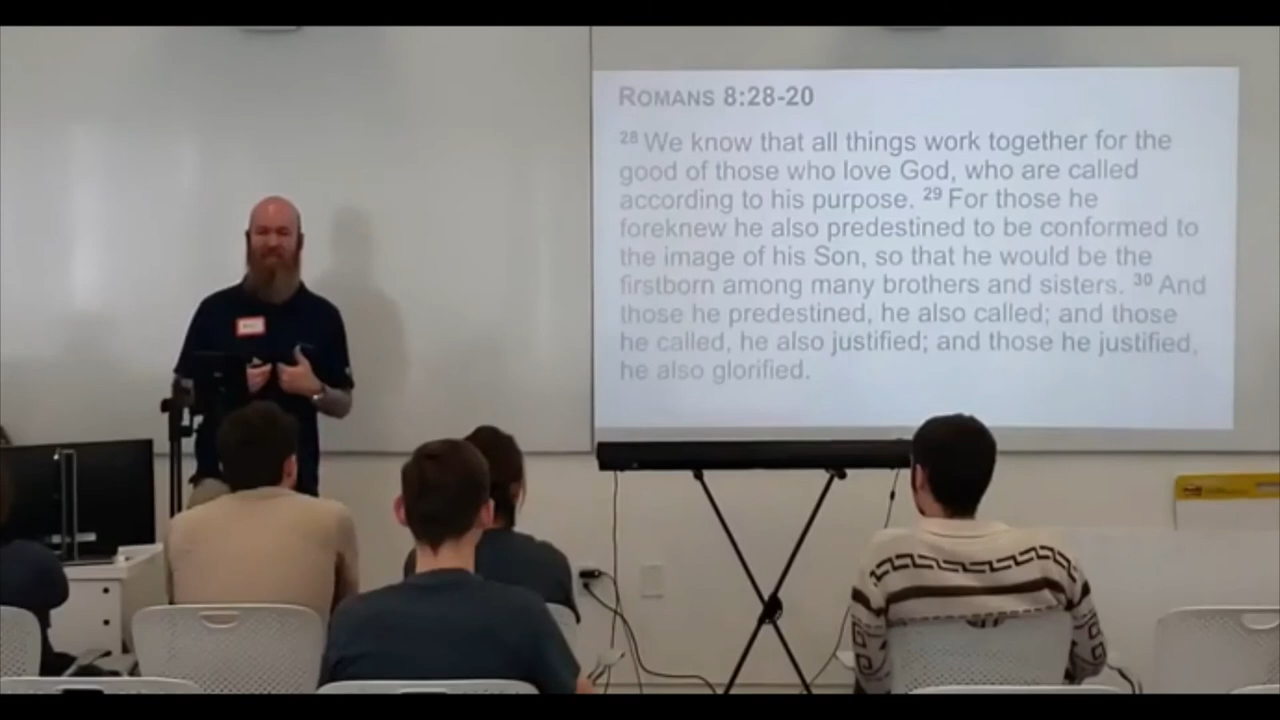 ROMANS 8:28-20
28 We know that all things work together for the
good of those who love God, who are called
according to his purpose. 29 For those he
foreknew he also predestined to be conformed to
the image of his Son, so that he would be the
firstborn among many brothers and sisters. 30 And
those he predestined, he also called; and those
he called, he also justified; and those he justified,
he also glorified.